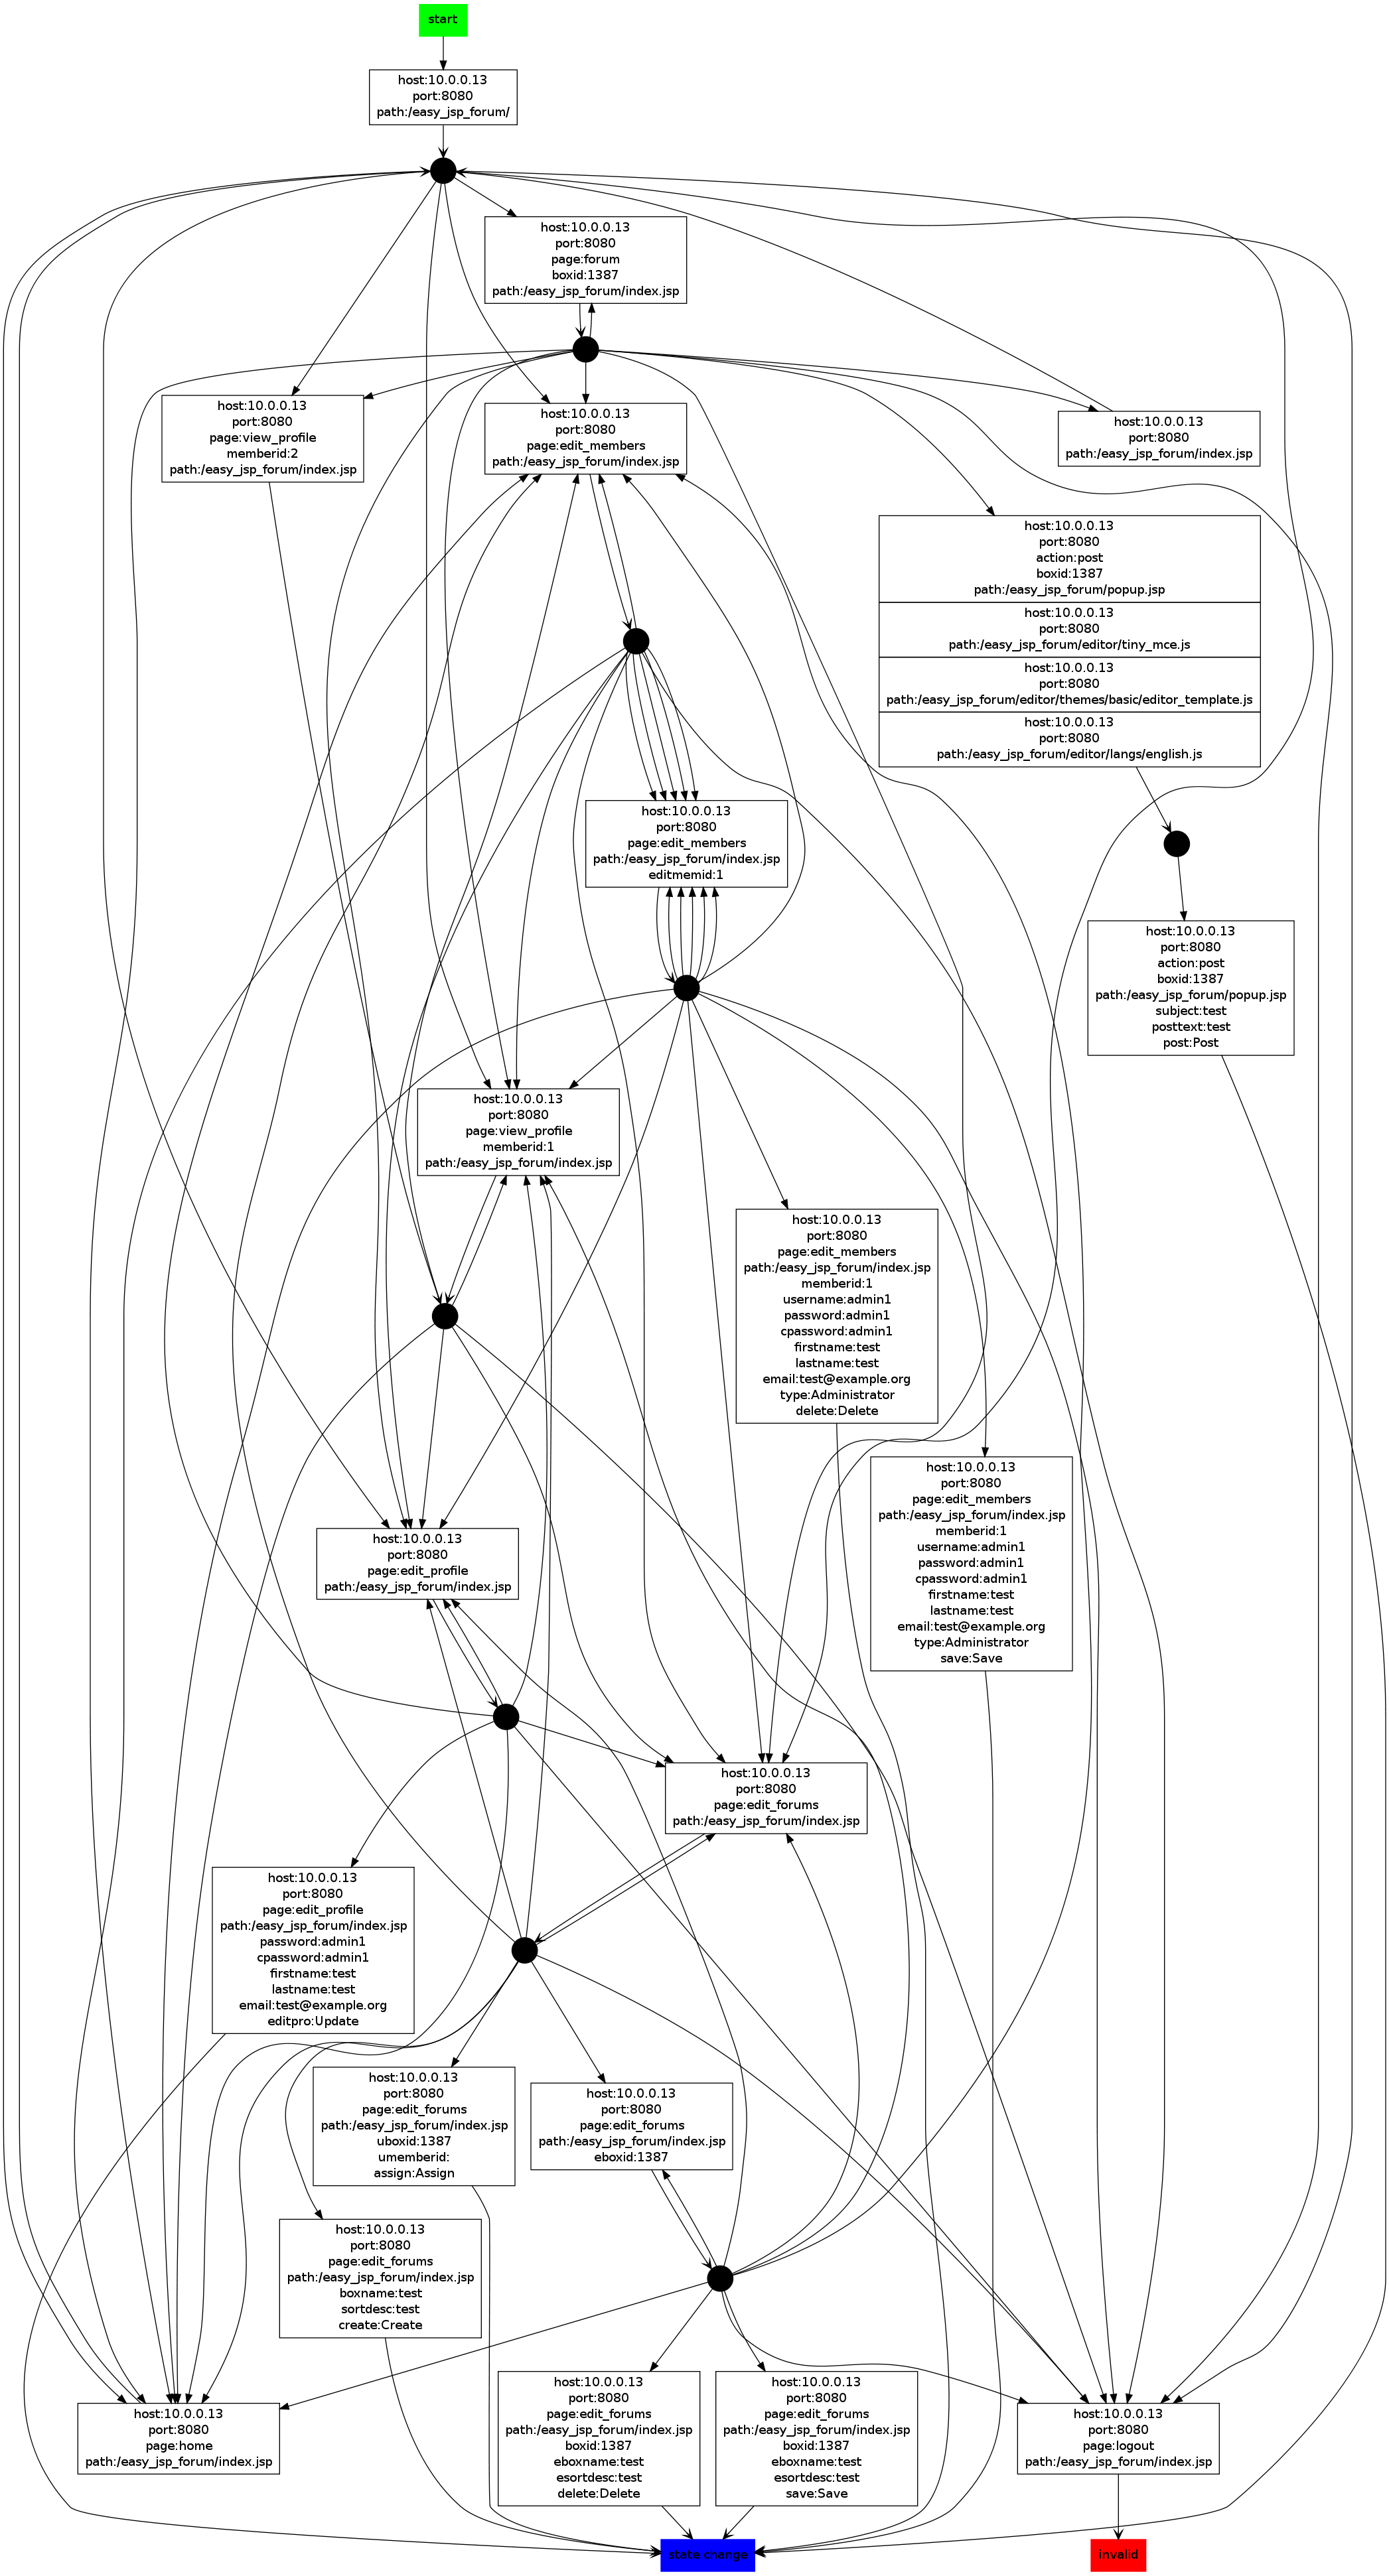 start
host:10.0.0.13
port:8080
path:/easy_jsp_forum/
host:10.0.0.13
port:8080
page:forum
boxid:1387
path:/easy_jsp_forum/index.jsp
host:10.0.0.13
port:8080
page:view_profile
memberid:2
path:/easy_jsp_forum/index.jsp
host:10.0.0.13
port:8080
page:edit_members
path:/easy_jsp_forum/index.jsp
host:10.0.0.13
port:8080
path:/easy_jsp_forum/index.jsp
host:10.0.0.13
port:8080
action:post
boxid:1387
path:/easy_jsp_forum/popup.jsp
host:10.0.0.13
port:8080
path:/easy_jsp_forum/editor/tiny_mce.js
host:10.0.0.13
port:8080
path:/easy_jsp_forum/editor/themes/basic/editor_template.js
host:10.0.0.13
port:8080
path:/easy_jsp_forum/editor/langs/english.js
host:10.0.0.13
port:8080
page:edit_members
path:/easy_jsp_forum/index.jsp
editmemid:1
host:10.0.0.13
port:8080
action:post
boxid:1387
path:/easy_jsp_forum/popup.jsp
subject:test
posttext:test
post:Post
host:10.0.0.13
port:8080
page:view_profile
memberid:1
path:/easy_jsp_forum/index.jsp
host:10.0.0.13
port:8080
page:edit_members
path:/easy_jsp_forum/index.jsp
memberid:1
username:admin1
password:admin1
cpassword:admin1
firstname:test
lastname:test
email:test@example.org
type:Administrator
delete:Delete
host:10.0.0.13
port:8080
page:edit_members
path:/easy_jsp_forum/index.jsp
memberid:1
username:admin1
password:admin1
cpassword:admin1
firstname:test
lastname:test
email:test@example.org
type:Administrator
save:Save
host:10.0.0.13
port:8080
page:edit_profile
path:/easy_jsp_forum/index.jsp
host:10.0.0.13
port:8080
page:edit_forums
path:/easy_jsp_forum/index.jsp
host:10.0.0.13
port:8080
page:edit_profile
path:/easy_jsp_forum/index.jsp
password:admin1
cpassword:admin1
firstname:test
lastname:test
email:test@example.org
editpro:Update
host:10.0.0.13
port:8080
page:edit_forums
path:/easy_jsp_forum/index.jsp
uboxid:1387
umemberid:
assign:Assign
host:10.0.0.13
port:8080
page:edit_forums
path:/easy_jsp_forum/index.jsp
eboxid:1387
host:10.0.0.13
port:8080
page:edit_forums
path:/easy_jsp_forum/index.jsp
boxname:test
sortdesc:test
create:Create
host:10.0.0.13
port:8080
page:home
path:/easy_jsp_forum/index.jsp
host:10.0.0.13
port:8080
page:edit_forums
path:/easy_jsp_forum/index.jsp
boxid:1387
eboxname:test
esortdesc:test
delete:Delete
host:10.0.0.13
port:8080
page:edit_forums
path:/easy_jsp_forum/index.jsp
boxid:1387
eboxname:test
esortdesc:test
save:Save
host:10.0.0.13
port:8080
page:logout
path:/easy_jsp_forum/index.jsp
state change
invalid